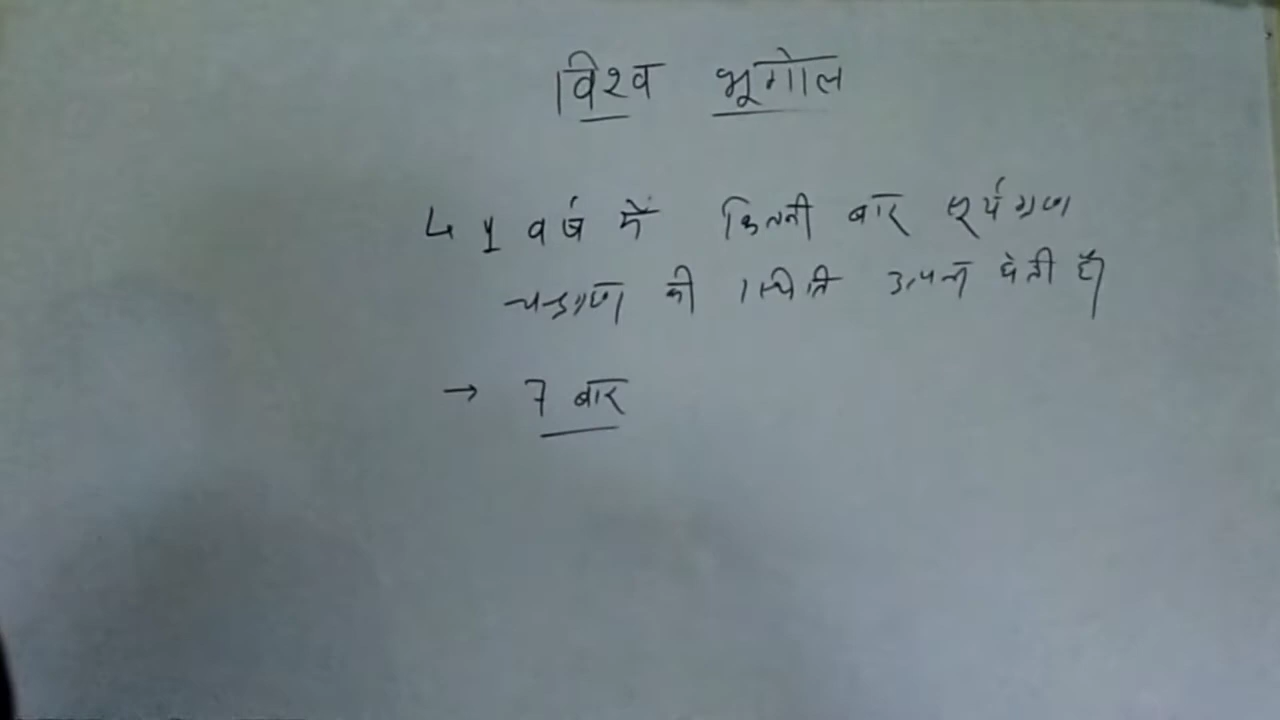 विश्व भूगोल
↳ 1 वर्ष में कितनी बार सूर्यग्रहण
चन्द्रग्रहण की स्थिति उत्पन्न होती है।
→ 7 बार